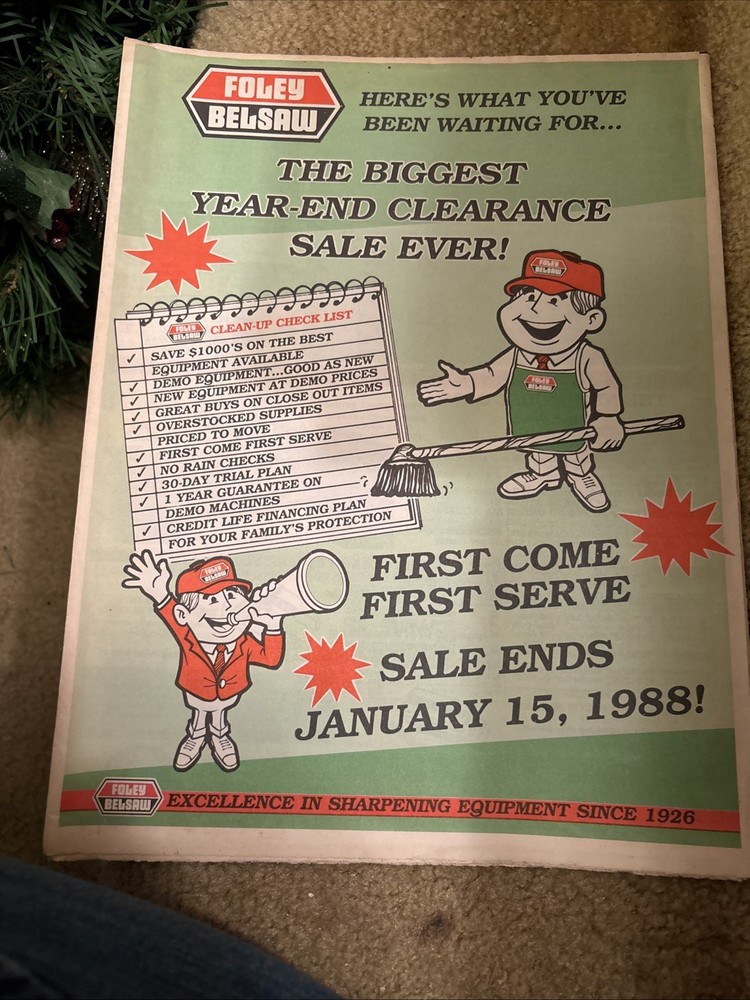 FOLEY
BELSAW
HERE'S WHAT YOU'VE
BEEN WAITING FOR...
THE BIGGEST
YEAR-END CLEARANCE
SALE EVER!
FOLEY
BELSAW
CLEAN-UP CHECK LIST
✓ SAVE $1000'S ON THE BEST
EQUIPMENT AVAILABLE
✓ DEMO EQUIPMENT...GOOD AS NEW
✓ NEW EQUIPMENT AT DEMO PRICES
✓ GREAT BUYS ON CLOSE OUT ITEMS
✓ OVERSTOCKED SUPPLIES
PRICED TO MOVE
✓ FIRST COME FIRST SERVE
✓ NO RAIN CHECKS
✓ 30-DAY TRIAL PLAN
✓ 1 YEAR GUARANTEE ON
DEMO MACHINES
✓ CREDIT LIFE FINANCING PLAN
FOR YOUR FAMILY'S PROTECTION
FOLEY
BELSAW
FOLEY
BELSAW
FOLEY
BELSAW
FIRST COME
FIRST SERVE
SALE ENDS
JANUARY 15, 1988!
FOLEY
BELSAW
EXCELLENCE IN SHARPENING EQUIPMENT SINCE 1926